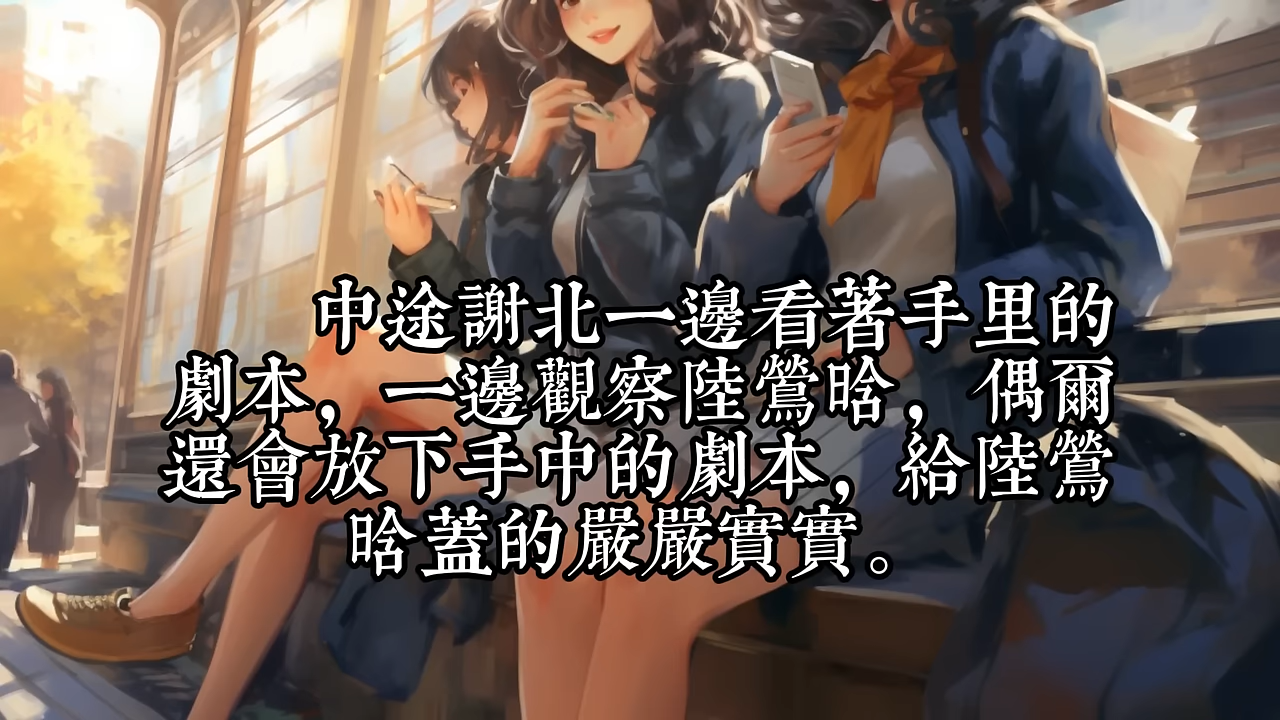 中途謝北一邊看著手里的
劇本，一邊觀察陸鶯晗，偶爾
還會放下手中的劇本，給陸鶯
晗蓋的嚴嚴實實。